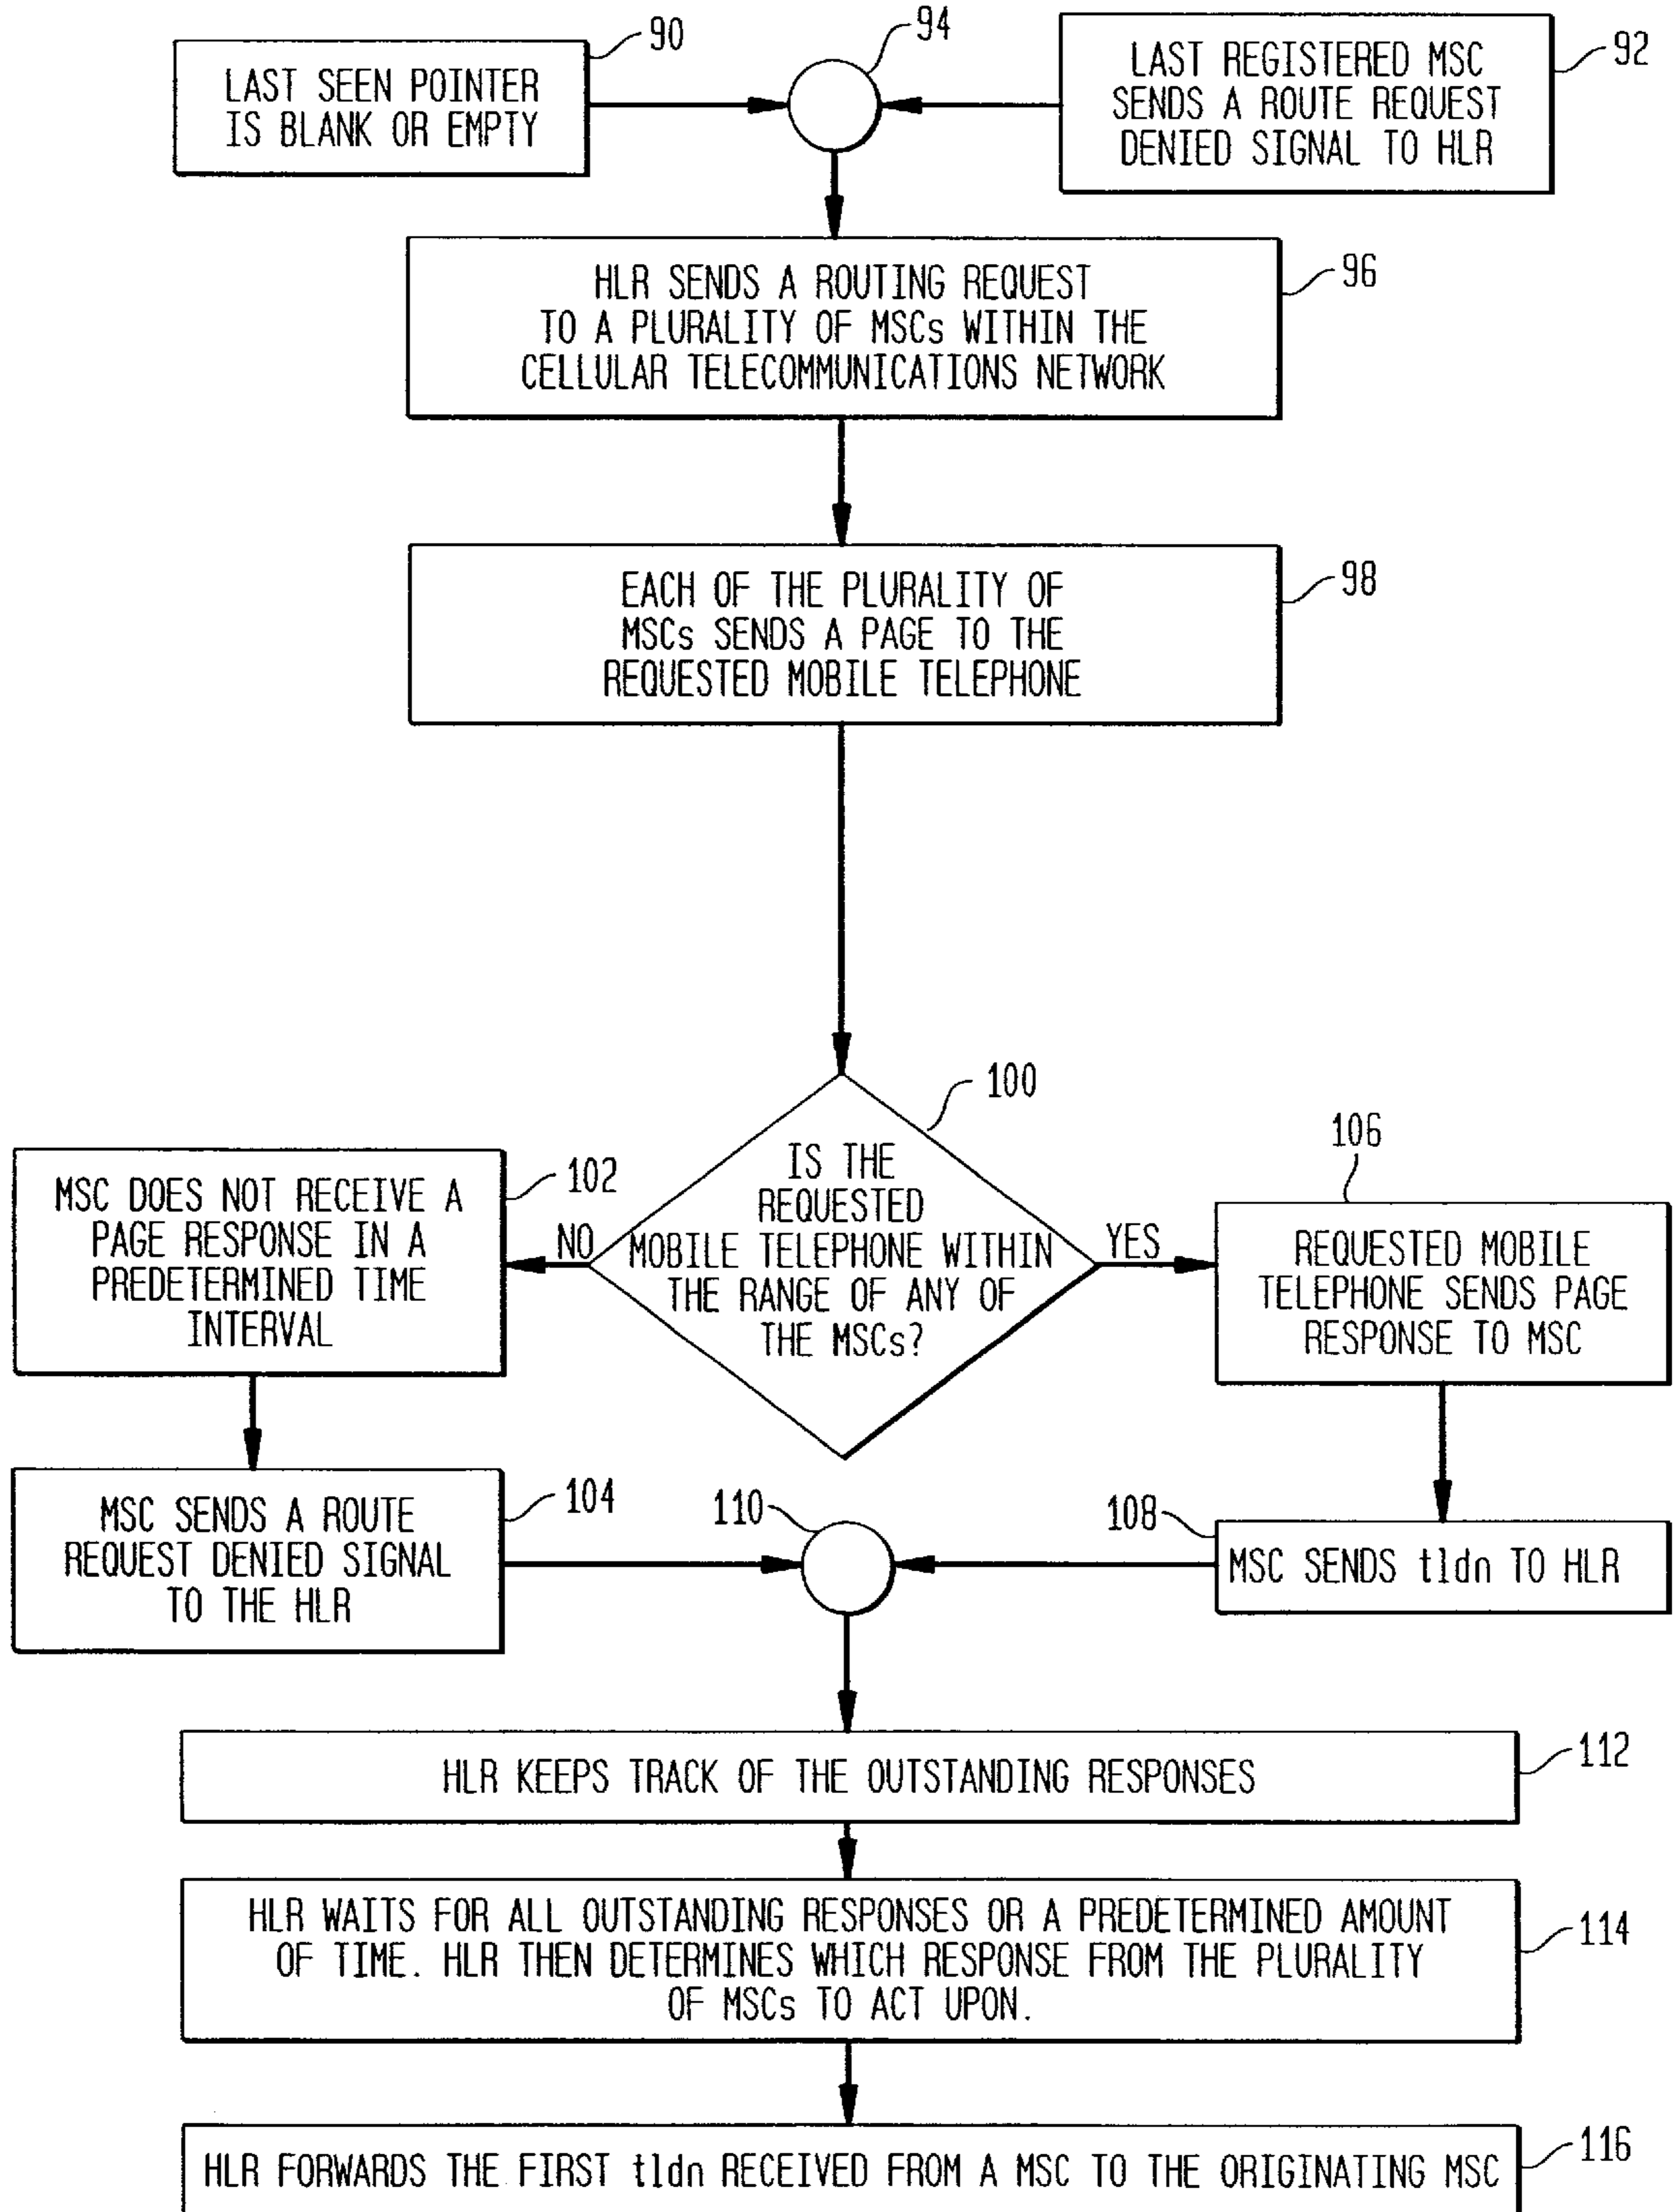 90
LAST SEEN POINTER
IS BLANK OR EMPTY
94
92
LAST REGISTERED MSC
SENDS A ROUTE REQUEST
DENIED SIGNAL TO HLR
96
HLR SENDS A ROUTING REQUEST
TO A PLURALITY OF MSCs WITHIN THE
CELLULAR TELECOMMUNICATIONS NETWORK
98
EACH OF THE PLURALITY OF
MSCs SENDS A PAGE TO THE
REQUESTED MOBILE TELEPHONE
100
IS THE
REQUESTED
MOBILE TELEPHONE WITHIN
THE RANGE OF ANY OF
THE MSCs?
NO
YES
102
MSC DOES NOT RECEIVE A
PAGE RESPONSE IN A
PREDETERMINED TIME
INTERVAL
106
REQUESTED MOBILE
TELEPHONE SENDS PAGE
RESPONSE TO MSC
104
MSC SENDS A ROUTE
REQUEST DENIED SIGNAL
TO THE HLR
110
108
MSC SENDS tldn TO HLR
112
HLR KEEPS TRACK OF THE OUTSTANDING RESPONSES
114
HLR WAITS FOR ALL OUTSTANDING RESPONSES OR A PREDETERMINED AMOUNT
OF TIME. HLR THEN DETERMINES WHICH RESPONSE FROM THE PLURALITY
OF MSCs TO ACT UPON.
116
HLR FORWARDS THE FIRST tldn RECEIVED FROM A MSC TO THE ORIGINATING MSC